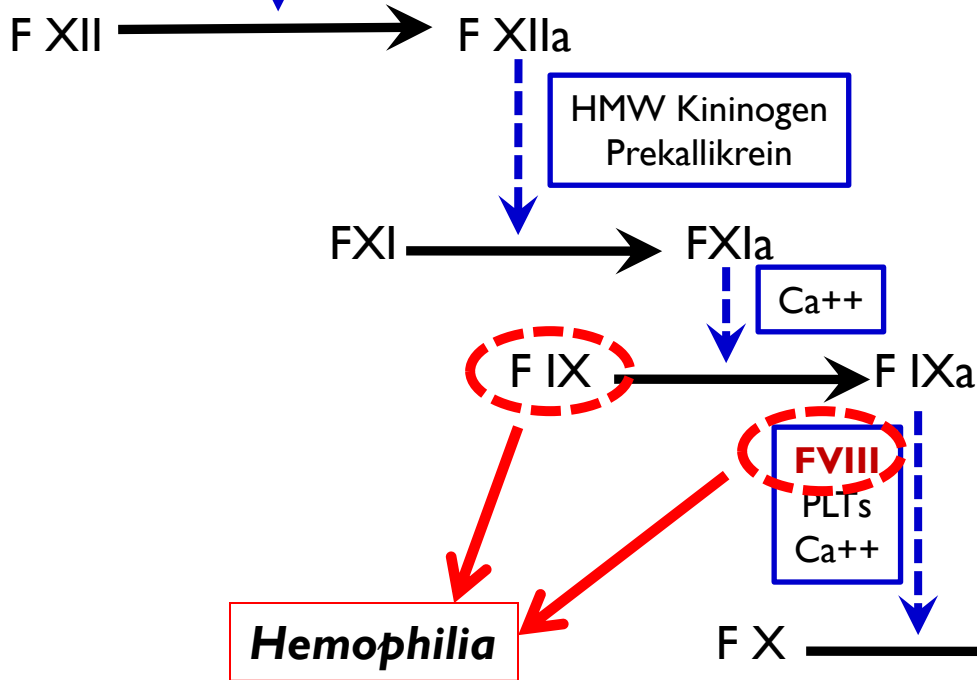 F XII
F XIIa
HMW Kininogen
Prekallikrein
FXI
FXIa
Ca++
F IX
F IXa
FVIII
PLTs
Ca++
Hemophilia
F X